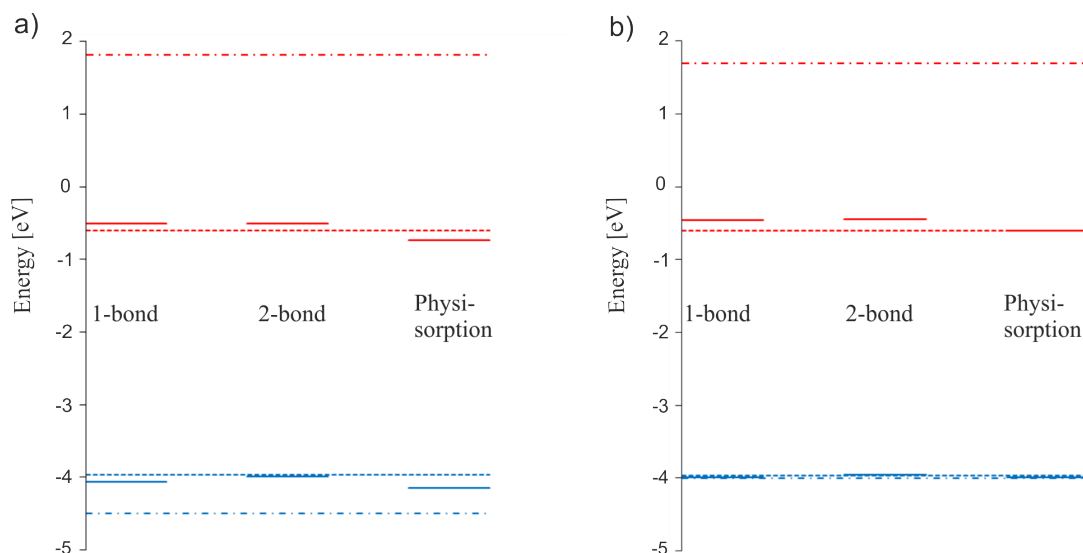 a)
2
1
0
-1
-2
-3
-4
-5
Energy [eV]
1-bond
2-bond
Physi-
sorption
b)
2
1
0
-1
-2
-3
-4
-5
Energy [eV]
1-bond
2-bond
Physi-
sorption